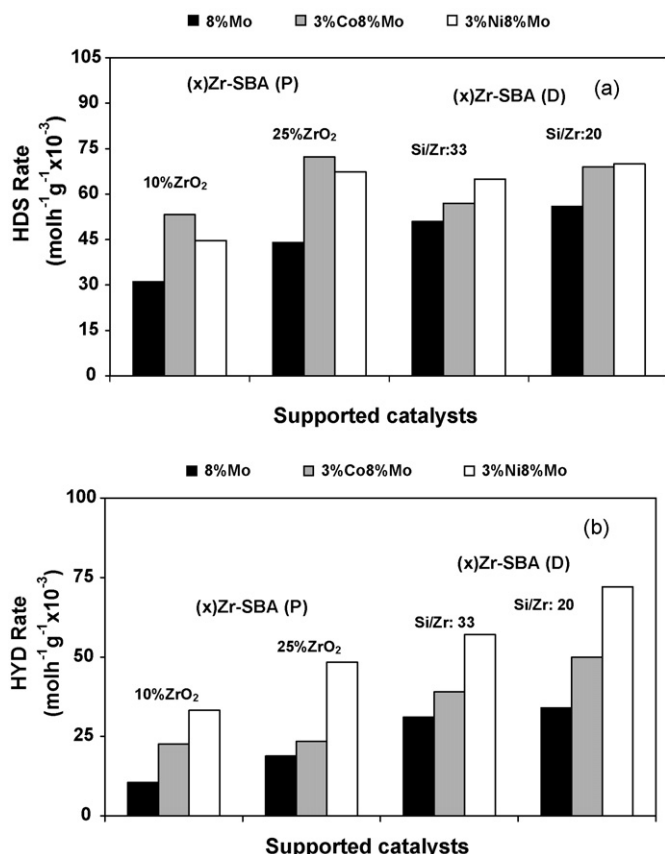 ■ 8%Mo ■ 3%Co8%Mo □ 3%Ni8%Mo
105
90
75
60
45
30
15
0
HDS Rate
(molh⁻¹g⁻¹x10⁻³)
(x)Zr-SBA (P)
(x)Zr-SBA (D)
(a)
10%ZrO₂
25%ZrO₂
Si/Zr:33
Si/Zr:20
Supported catalysts
■ 8%Mo ■ 3%Co8%Mo □ 3%Ni8%Mo
100
75
50
25
0
HYD Rate
(molh⁻¹g⁻¹x10⁻³)
(b)
(x)Zr-SBA (D)
(x)Zr-SBA (P)
10%ZrO₂
25%ZrO₂
Si/Zr: 33
Si/Zr: 20
Supported catalysts